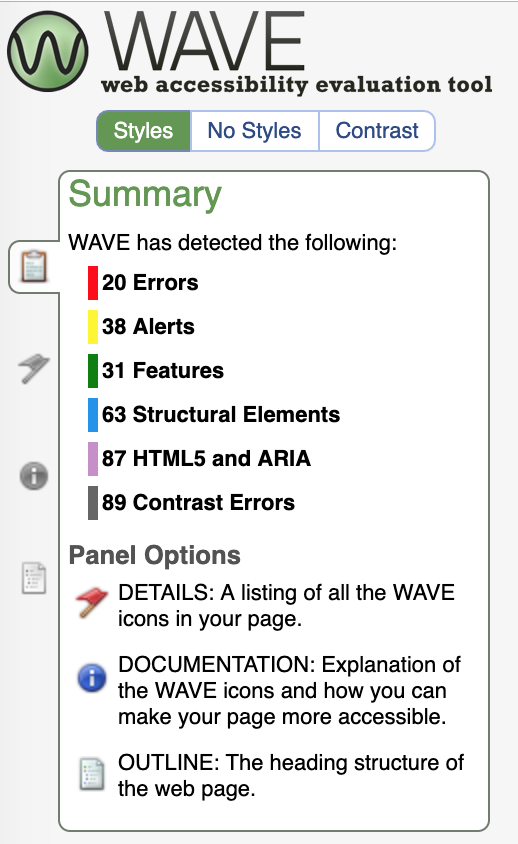 WAVE
web accessibility evaluation tool
Styles No Styles Contrast
Summary
WAVE has detected the following:
20 Errors
38 Alerts
31 Features
63 Structural Elements
87 HTML5 and ARIA
89 Contrast Errors
Panel Options
DETAILS: A listing of all the WAVE
icons in your page.
DOCUMENTATION: Explanation of
the WAVE icons and how you can
make your page more accessible.
OUTLINE: The heading structure of
the web page.